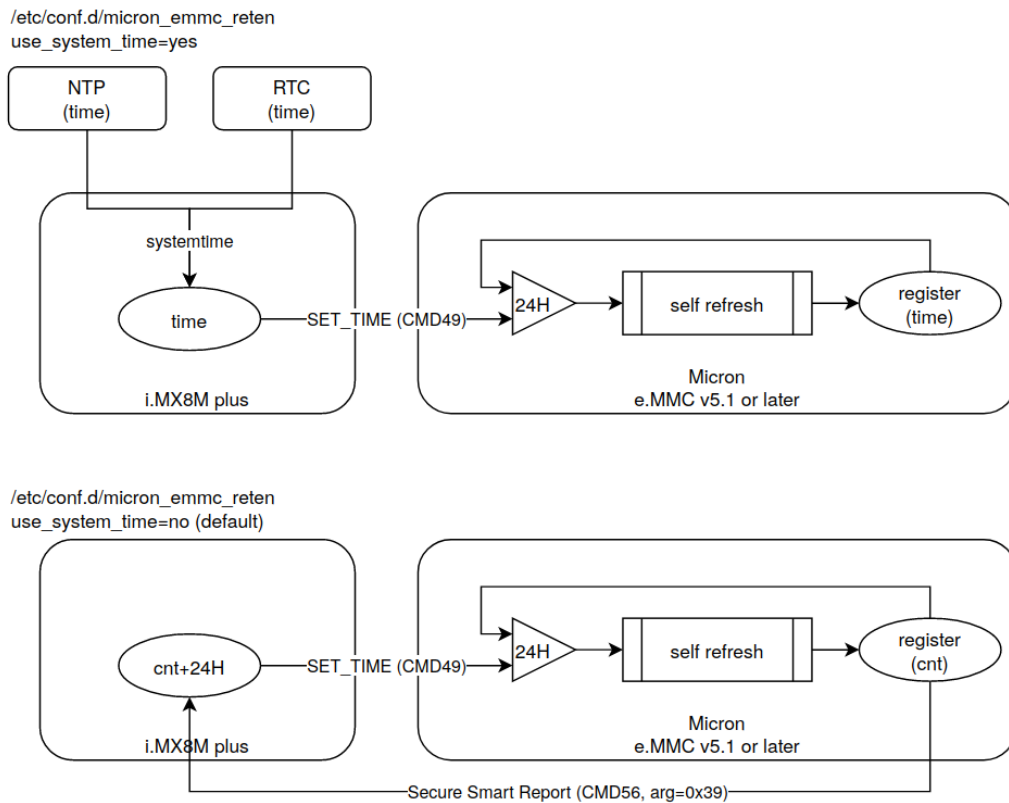 /etc/conf.d/micron_emmc_reten
use_system_time=yes
NTP
(time)
RTC
(time)
systemtime
time
SET_TIME (CMD49)
24H
self refresh
register
(time)
i.MX8M plus
Micron
e.MMC v5.1 or later
/etc/conf.d/micron_emmc_reten
use_system_time=no (default)
cnt+24H
SET_TIME (CMD49)
24H
self refresh
register
(cnt)
i.MX8M plus
Micron
e.MMC v5.1 or later
Secure Smart Report (CMD56, arg=0x39)